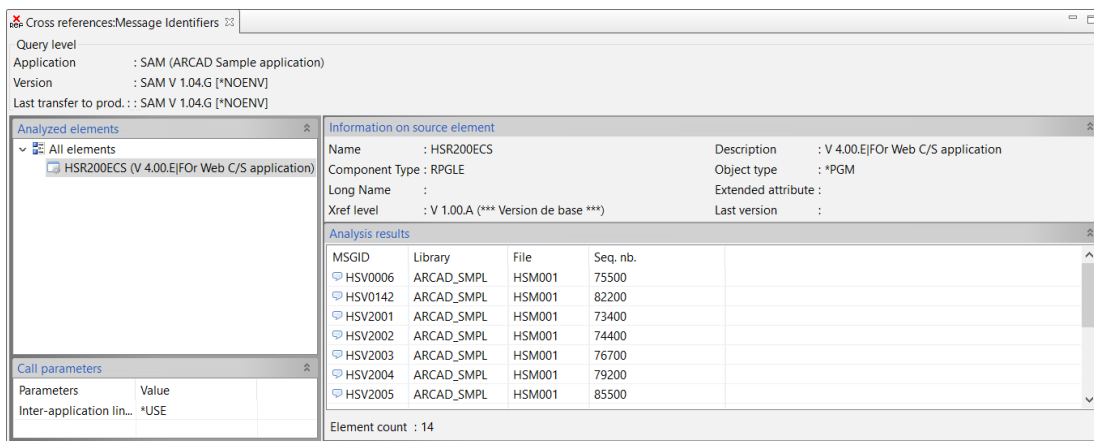 Cross references:Message Identifiers
Query level
Application : SAM (ARCAD Sample application)
Version : SAM V 1.04.G [*NOENV]
Last transfer to prod. : : SAM V 1.04.G [*NOENV]
Analyzed elements
All elements
HSR200ECS (V 4.00.E|FOr Web C/S application)
Call parameters
Parameters Value
Inter-application lin... *USE
Information on source element
Name : HSR200ECS Description : V 4.00.E|FOr Web C/S application
Component Type : RPGLE Object type : *PGM
Long Name : Extended attribute :
Xref level : V 1.00.A (*** Version de base ***) Last version :
Analysis results
MSGID Library File Seq. nb.
HSV0006 ARCAD_SMPL HSM001 75500
HSV0142 ARCAD_SMPL HSM001 82200
HSV2001 ARCAD_SMPL HSM001 73400
HSV2002 ARCAD_SMPL HSM001 74400
HSV2003 ARCAD_SMPL HSM001 76700
HSV2004 ARCAD_SMPL HSM001 79200
HSV2005 ARCAD_SMPL HSM001 85500
Element count : 14